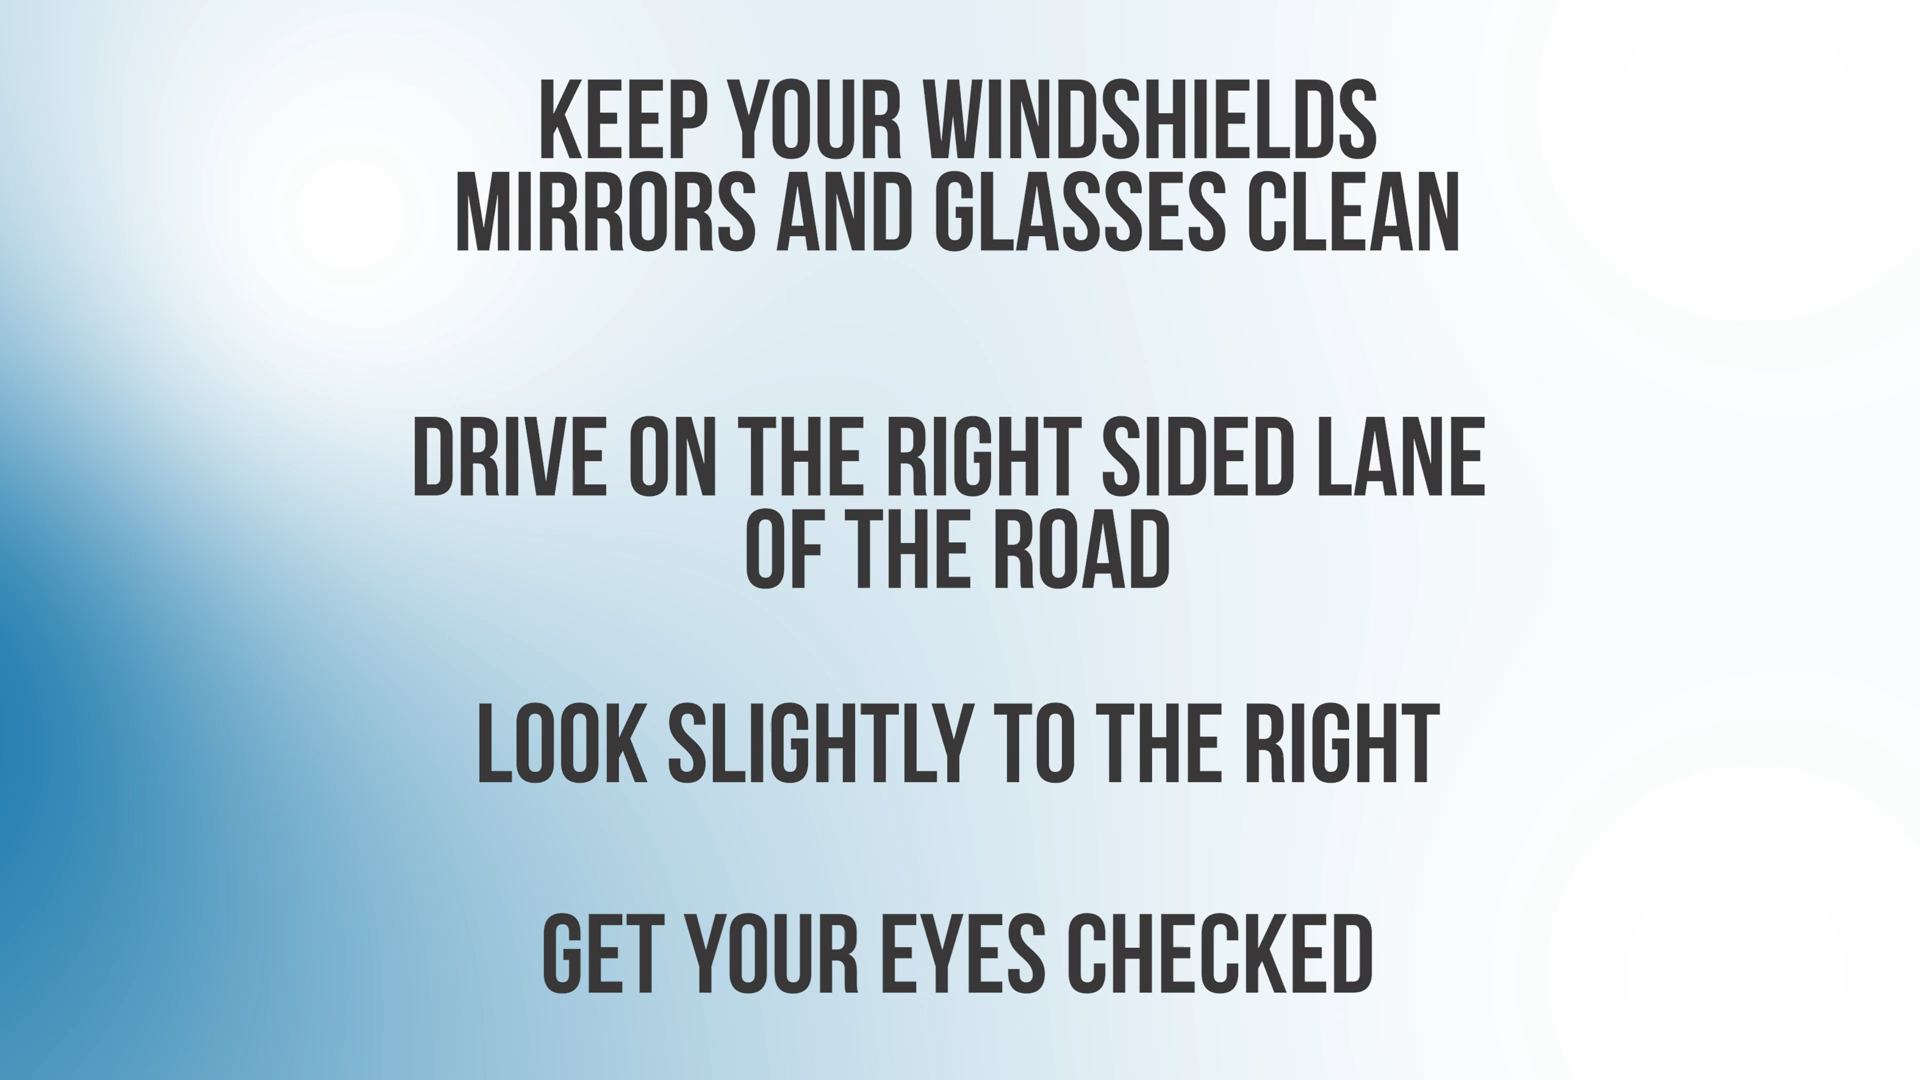 KEEP YOUR WINDSHIELDS
MIRRORS AND GLASSES CLEAN
DRIVE ON THE RIGHT SIDED LANE
OF THE ROAD
LOOK SLIGHTLY TO THE RIGHT
GET YOUR EYES CHECKED